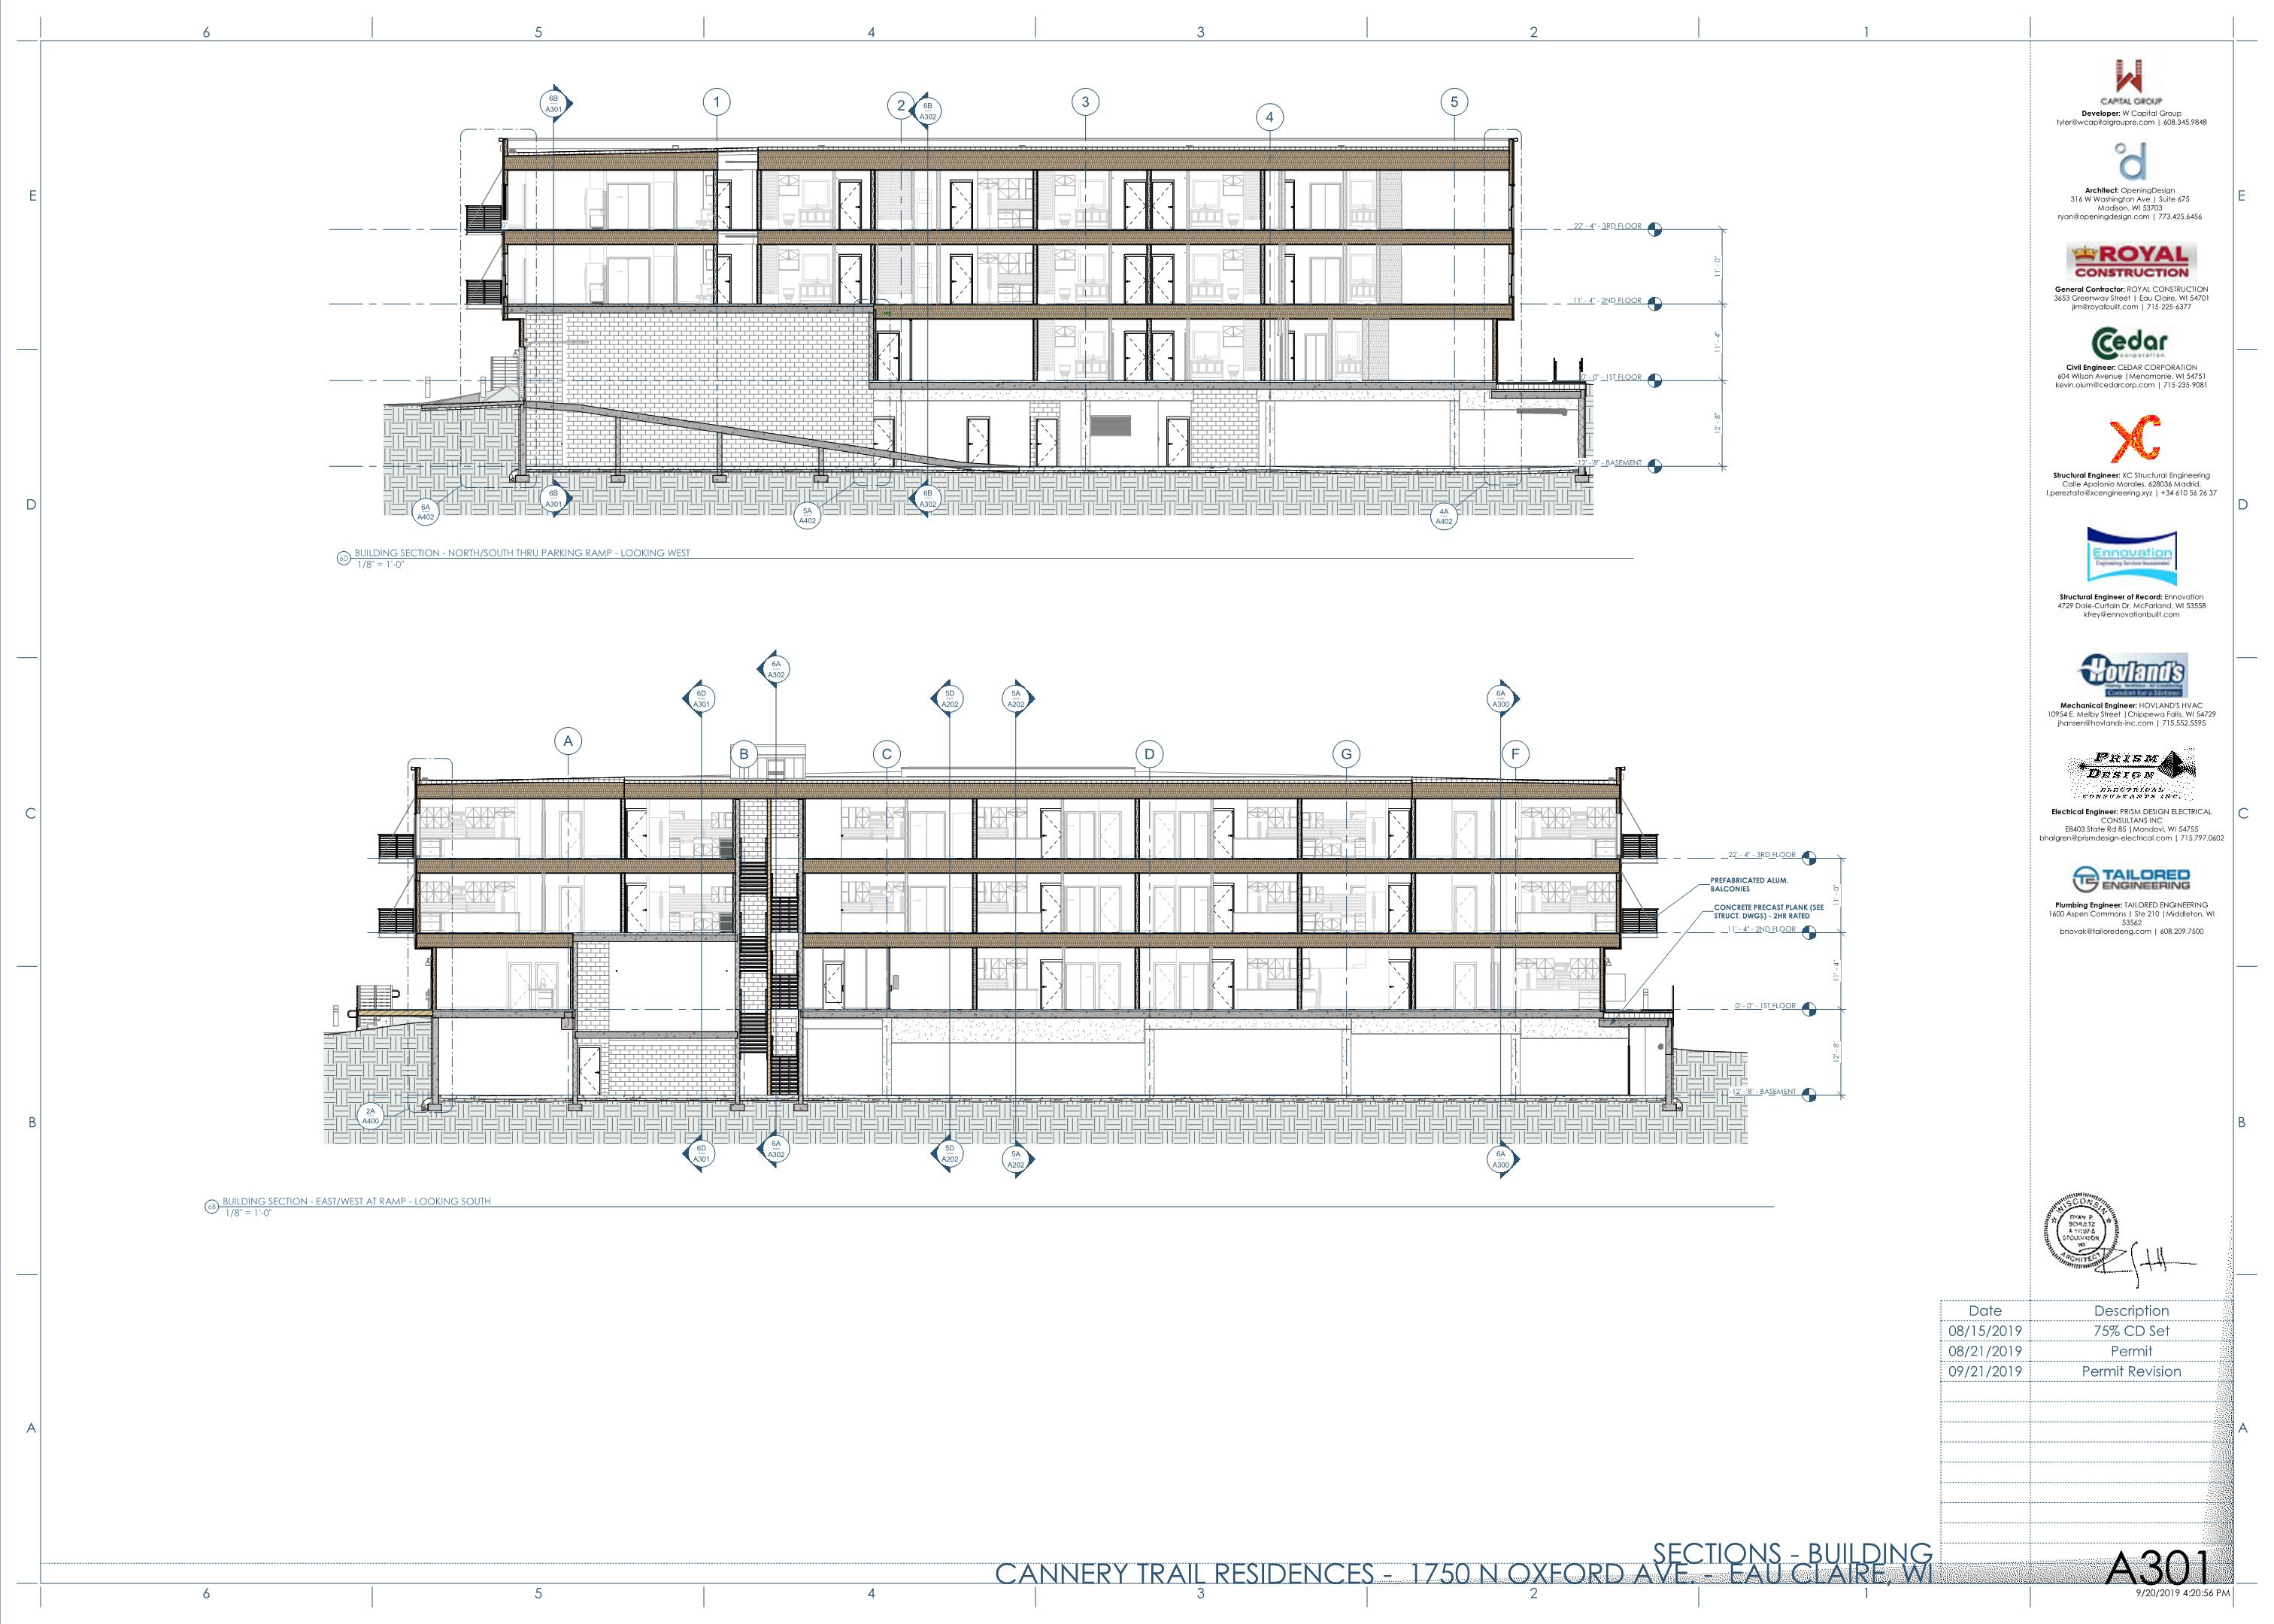 6 5 4 3 2 1
E
D
C
B
A
6B
A301
1
2
6B
A302
3
4
5
22' - 4" - 3RD FLOOR
11' - 0"
11' - 4" - 2ND FLOOR
11' - 4"
0' - 0" - 1ST FLOOR
12' - 8"
-12' - 8" - BASEMENT
6A
A402
6B
A301
5A
A402
6B
A302
4A
A402
6D BUILDING SECTION - NORTH/SOUTH THRU PARKING RAMP - LOOKING WEST
1/8" = 1'-0"
6A
A302
6D
A301
5D
A202
5A
A202
6A
A300
A
B
C
D
G
F
22' - 4" - 3RD FLOOR
PREFABRICATED ALUM.
BALCONIES
11' - 0"
CONCRETE PRECAST PLANK (SEE
STRUCT. DWGS) - 2HR RATED
11' - 4" - 2ND FLOOR
11' - 4"
0' - 0" - 1ST FLOOR
12' - 8"
-12' - 8" - BASEMENT
2A
A400
6D
A301
6A
A302
5D
A202
5A
A202
6A
A300
6B BUILDING SECTION - EAST/WEST AT RAMP - LOOKING SOUTH
1/8" = 1'-0"
CAPITAL GROUP
Developer: W Capital Group
tyler@wcapitalgroupre.com | 608.345.9848
d
Architect: OpeningDesign
316 W Washington Ave | Suite 675
Madison, WI 53703
ryan@openingdesign.com | 773.425.6456
ROYAL
CONSTRUCTION
General Contractor: ROYAL CONSTRUCTION
3653 Greenway Street | Eau Claire, WI 54701
jim@royalbuilt.com | 715-225-6377
Cedar
corporation
Civil Engineer: CEDAR CORPORATION
604 Wilson Avenue |Menomonie, WI 54751
kevin.oium@cedarcorp.com | 715-235-9081
XC
Structural Engineer: XC Structural Engineering
Calle Apolonio Morales, 628036 Madrid,
l.pereztato@xcengineering.xyz | +34 610 56 26 37
Ennovation
Engineering Services Incorporated
Structural Engineer of Record: Ennovation
4729 Dale-Curtain Dr, McFarland, WI 53558
kfrey@ennovationbuilt.com
Hovland's
Comfort for a lifetime
Mechanical Engineer: HOVLAND'S HVAC
10954 E. Melby Street |Chippewa Falls, WI 54729
jhansen@hovlands-inc.com | 715.552.5595
PRISM
DESIGN
ELECTRICAL
CONSULTANTS INC.
Electrical Engineer: PRISM DESIGN ELECTRICAL
CONSULTANS INC
E8403 State Rd 85 |Mondovi, WI 54755
bhalgren@prismdesign-electrical.com | 715.797.0602
TE TAILORED
ENGINEERING
Plumbing Engineer: TAILORED ENGINEERING
1600 Aspen Commons | Ste 210 |Middleton, WI
53562
bnovak@tailoredeng.com | 608.209.7500
WISCONSIN
RYAN P.
SCHULTZ
STOUGHTON,
WI
ARCHITECT
Date Description
08/15/2019 75% CD Set
08/21/2019 Permit
09/21/2019 Permit Revision
SECTIONS - BUILDING
CANNERY TRAIL RESIDENCES - 1750 N OXFORD AVE. - EAU CLAIRE, WI
A301
9/20/2019 4:20:56 PM
E
D
C
B
A
6 5 4 3 2 1